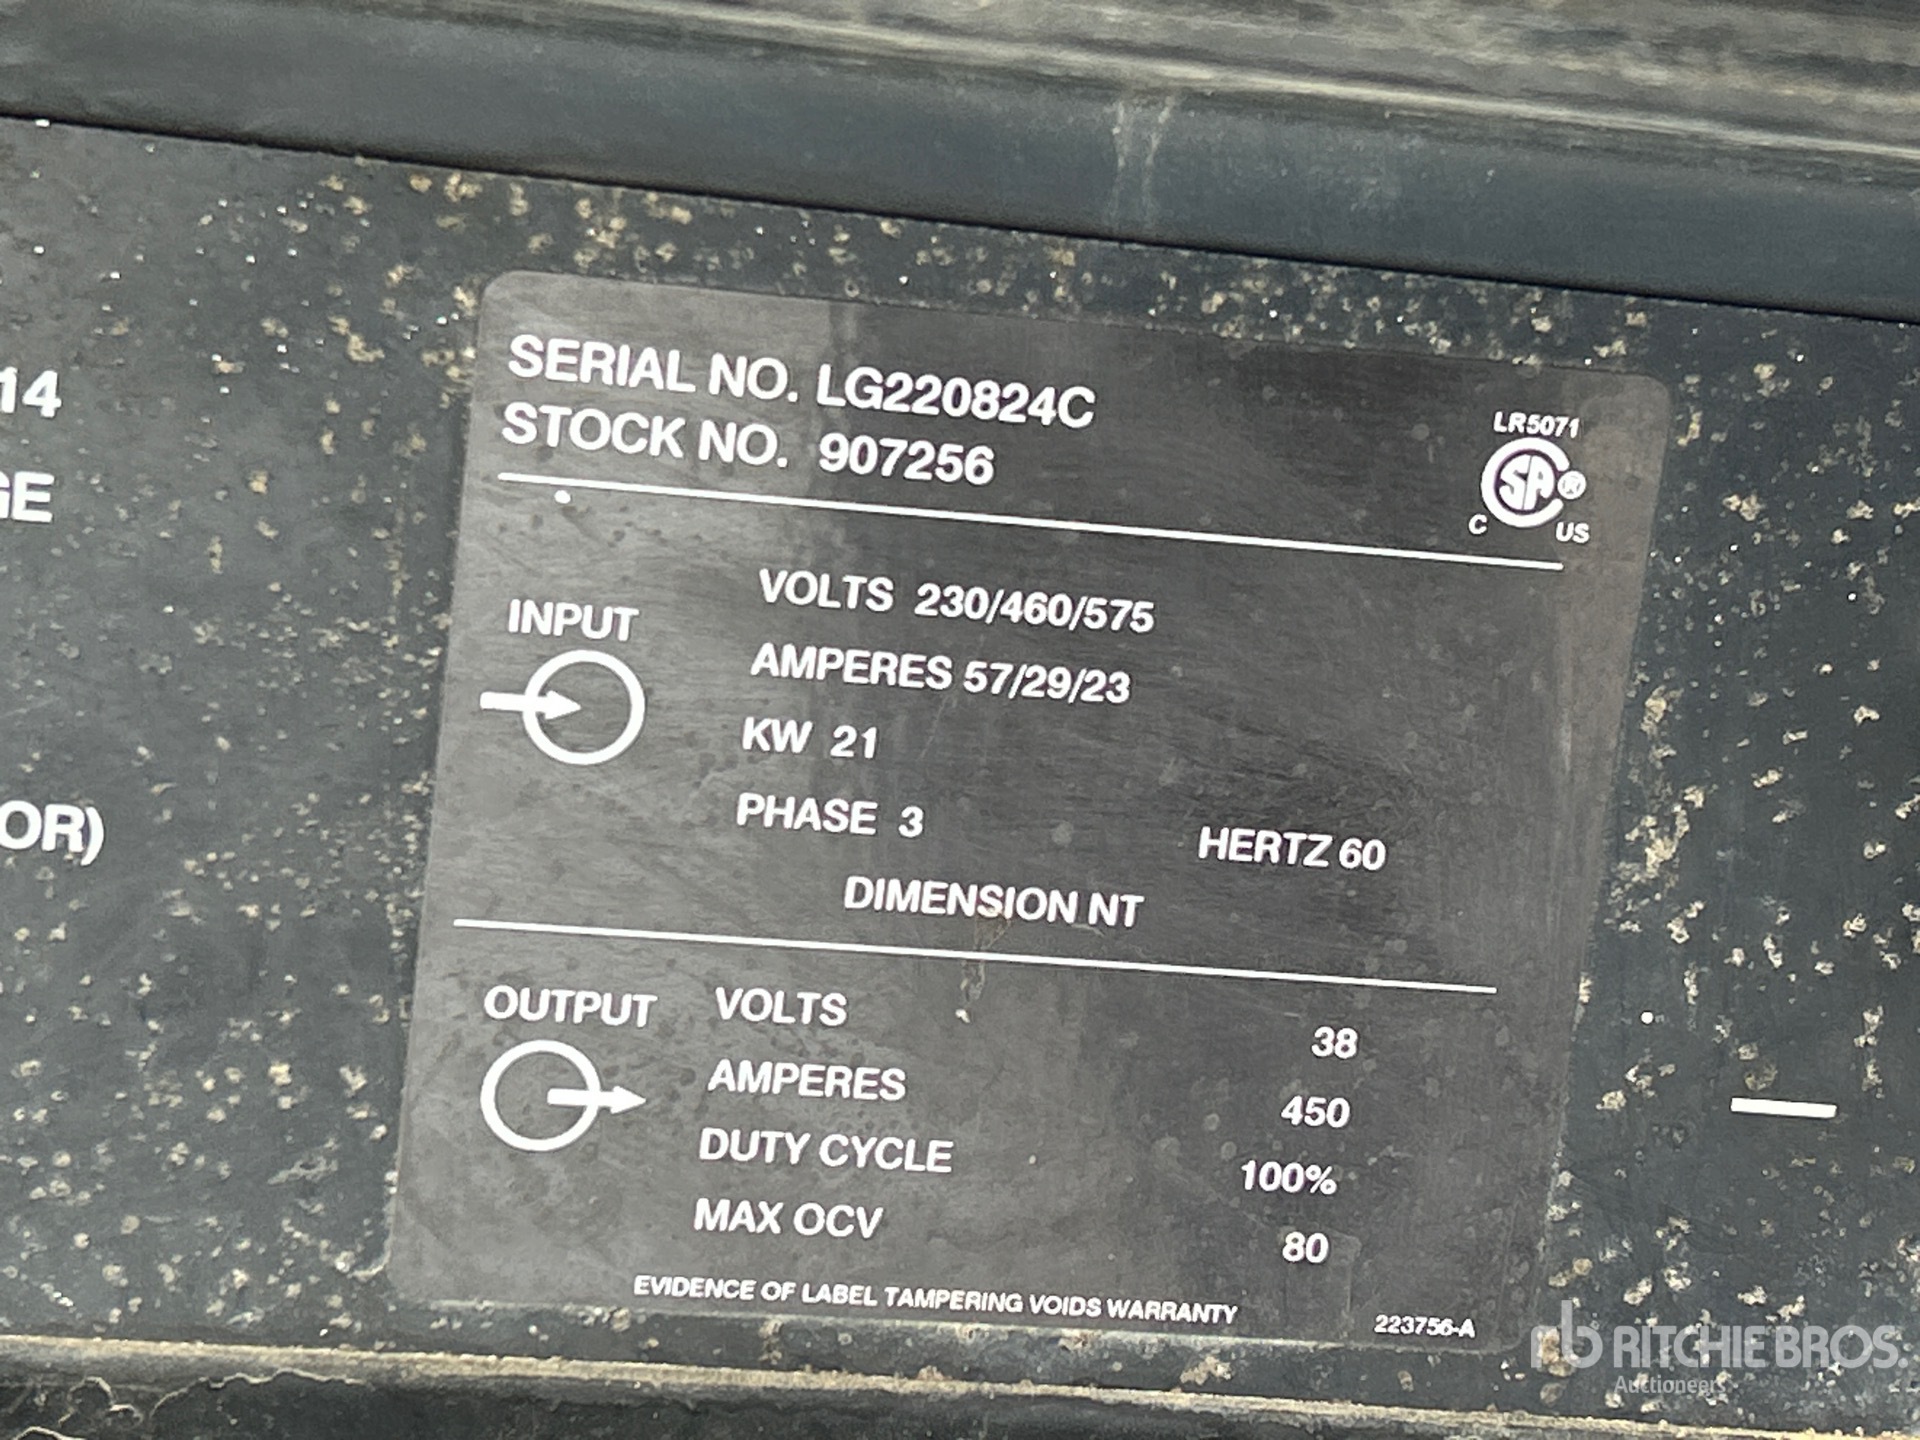 14
GE
OR)
SERIAL NO. LG220824C
STOCK NO. 907256
LR5071
SA®
C US
INPUT
VOLTS 230/460/575
AMPERES 57/29/23
KW 21
PHASE 3 HERTZ 60
DIMENSION NT
OUTPUT
VOLTS 38
AMPERES 450
DUTY CYCLE 100%
MAX OCV 80
EVIDENCE OF LABEL TAMPERING VOIDS WARRANTY
223756-A
rb RITCHIE BROS.
Auctioneers